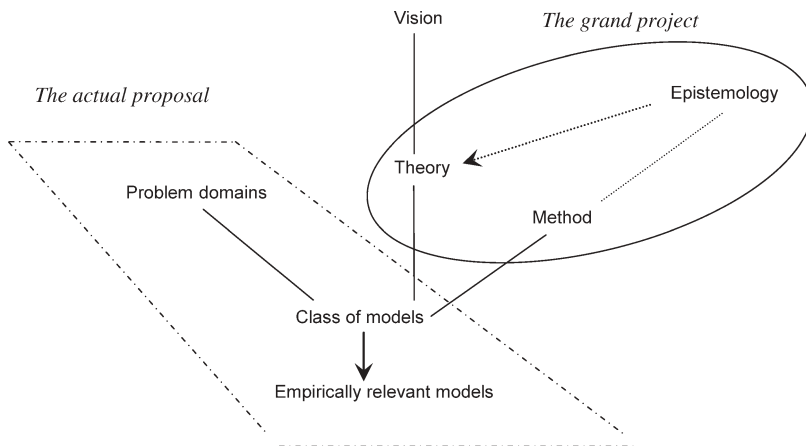 Vision
The grand project
The actual proposal
Epistemology
Theory
Problem domains
Method
Class of models
Empirically relevant models